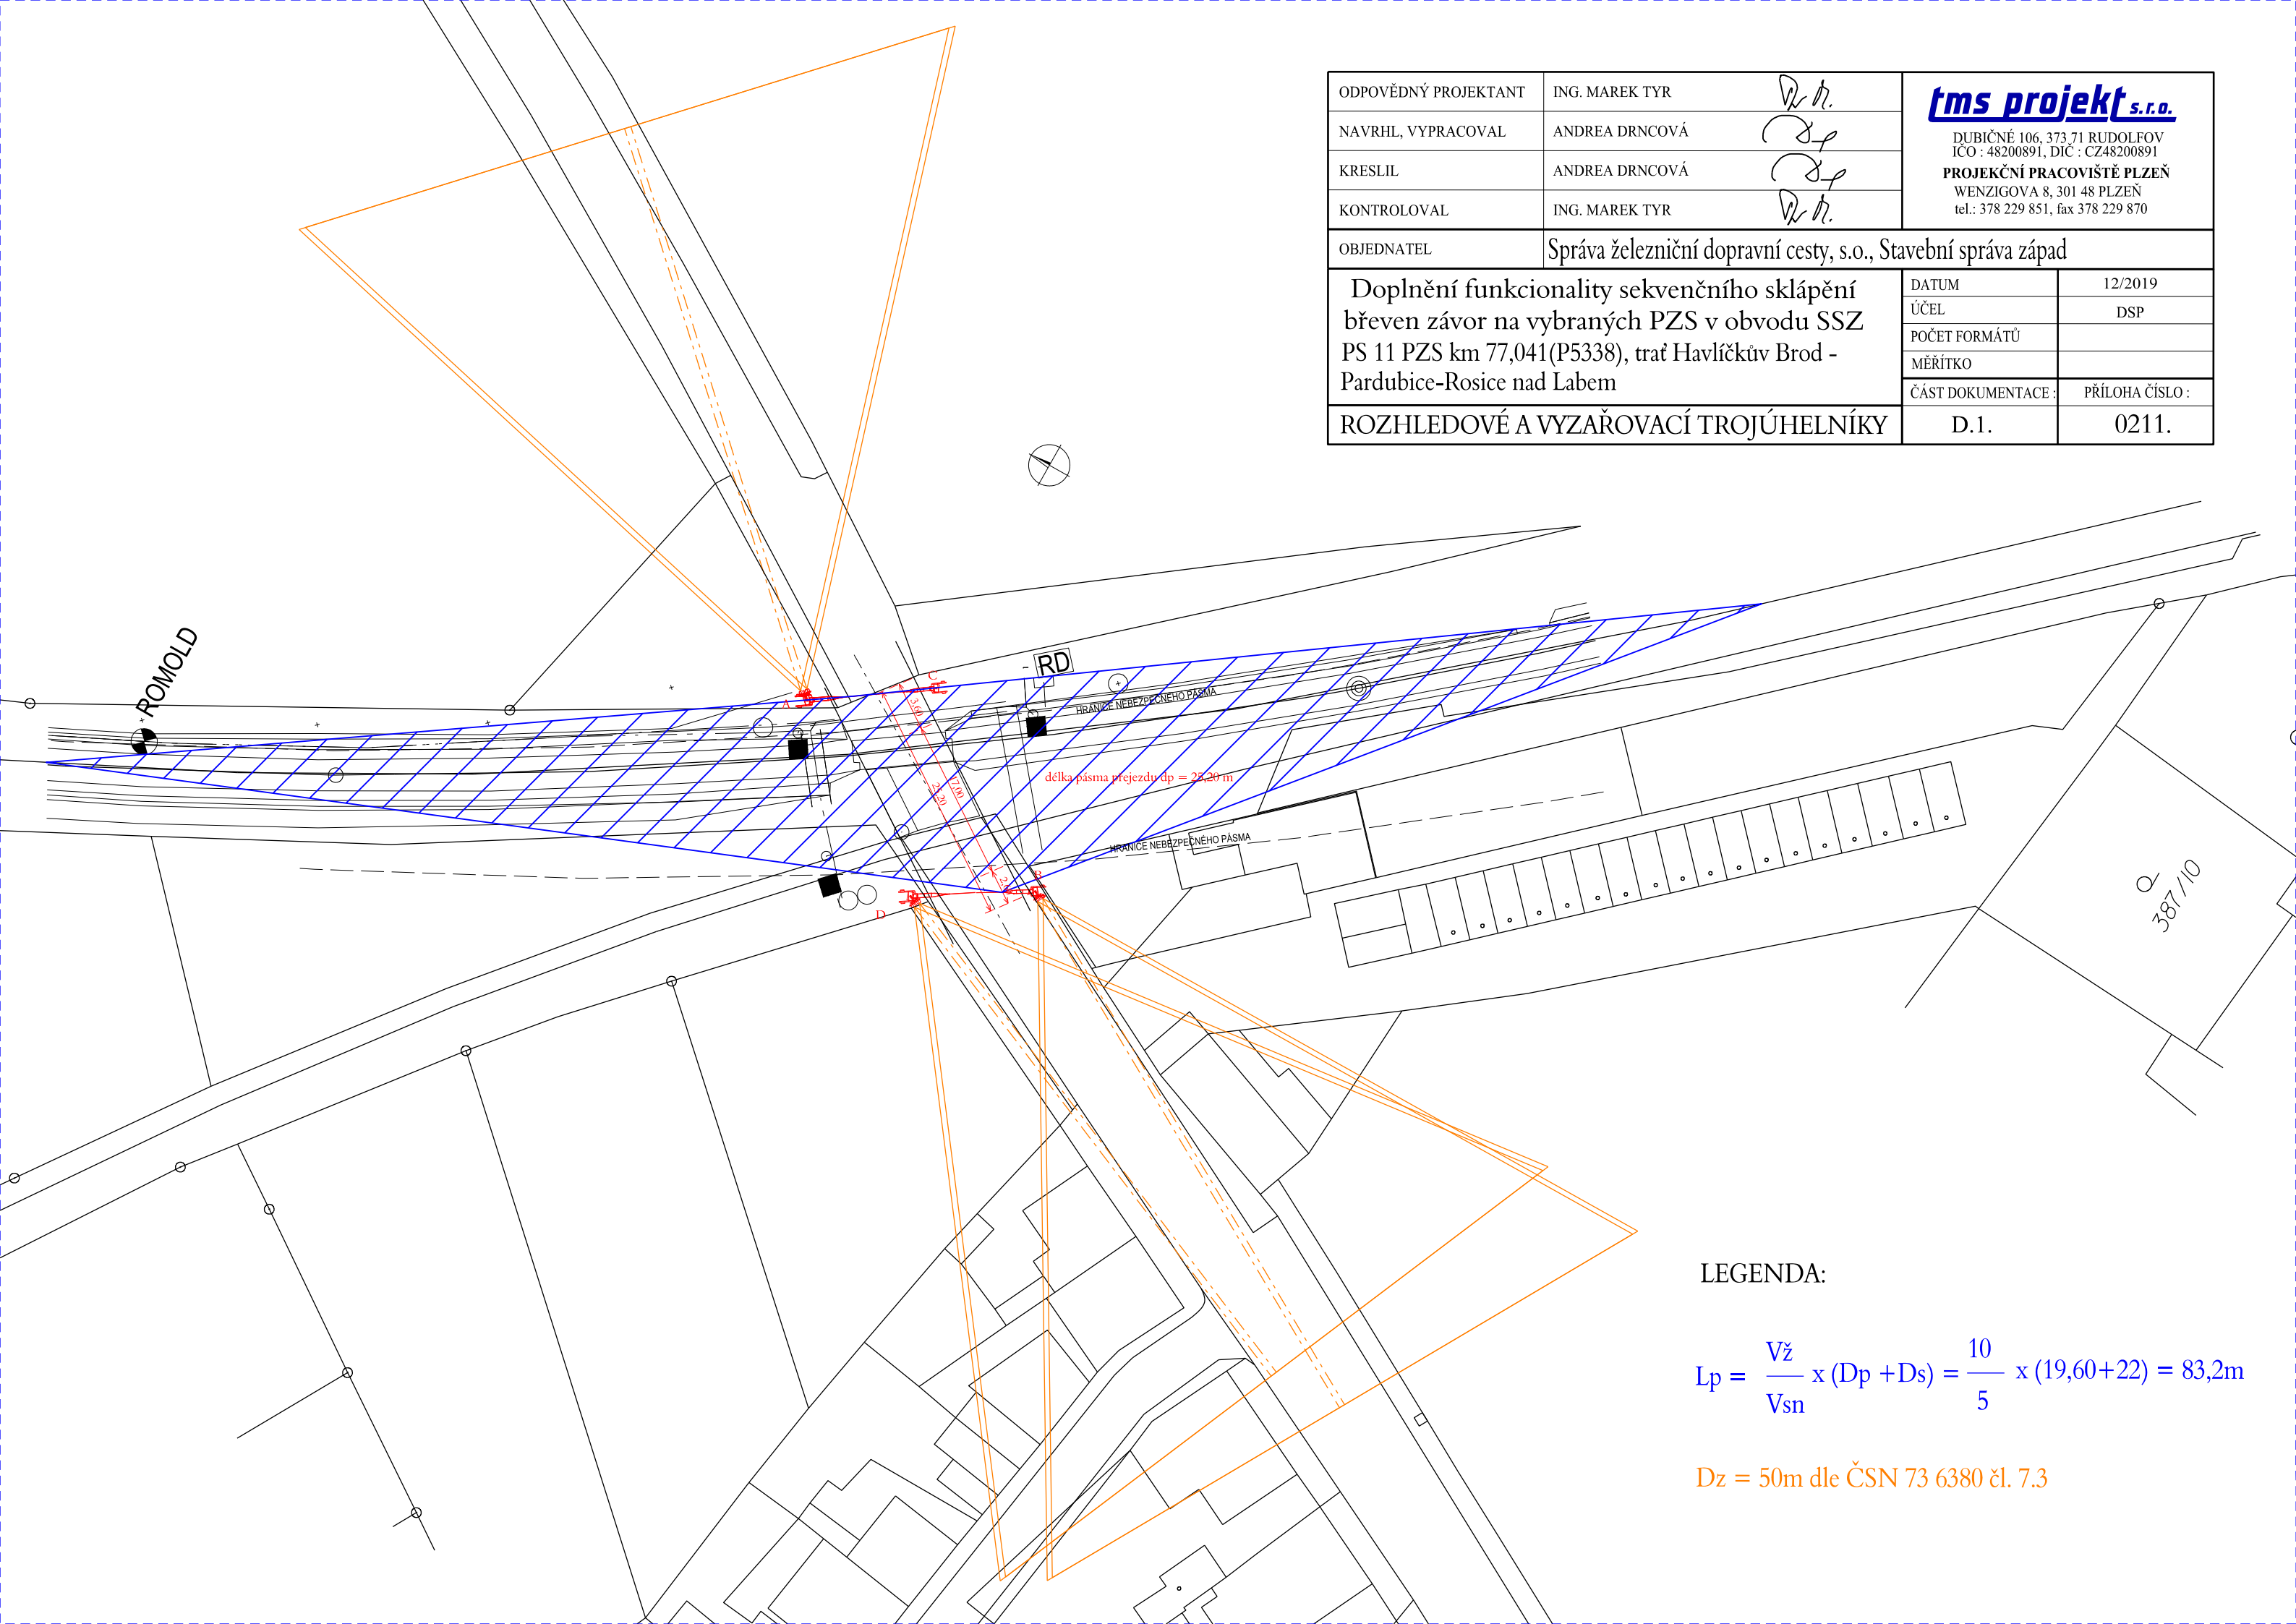 ODPOVĚDNÝ PROJEKTANT ING. MAREK TYR
NAVRHL, VYPRACOVAL ANDREA DRNCOVÁ
KRESLIL ANDREA DRNCOVÁ
KONTROLOVAL ING. MAREK TYR
tms projekt s.r.o.
DUBIČNÉ 106, 373 71 RUDOLFOV
IČO : 48200891, DIČ : CZ48200891
PROJEKČNÍ PRACOVIŠTĚ PLZEŇ
WENZIGOVA 8, 301 48 PLZEŇ
tel.: 378 229 851, fax 378 229 870
OBJEDNATEL Správa železniční dopravní cesty, s.o., Stavební správa západ
Doplnění funkcionality sekvenčního sklápění
břeven závor na vybraných PZS v obvodu SSZ
PS 11 PZS km 77,041(P5338), trať Havlíčkův Brod -
Pardubice-Rosice nad Labem
DATUM 12/2019
ÚČEL DSP
POČET FORMÁTŮ
MĚŘÍTKO
ČÁST DOKUMENTACE : PŘÍLOHA ČÍSLO :
ROZHLEDOVÉ A VYZAŘOVACÍ TROJÚHELNÍKY D.1. 0211.
ROMOLD
RD
A
C
HRANICE NEBEZPEČNÉHO PÁSMA
3,60
délka pásma přejezdu dp = 25,20 m
17,00
25,20
HRANICE NEBEZPEČNÉHO PÁSMA
B
D
387/10
LEGENDA:
Lp = Vž / Vsn x (Dp +Ds) = 10 / 5 x (19,60+22) = 83,2m
Dz = 50m dle ČSN 73 6380 čl. 7.3